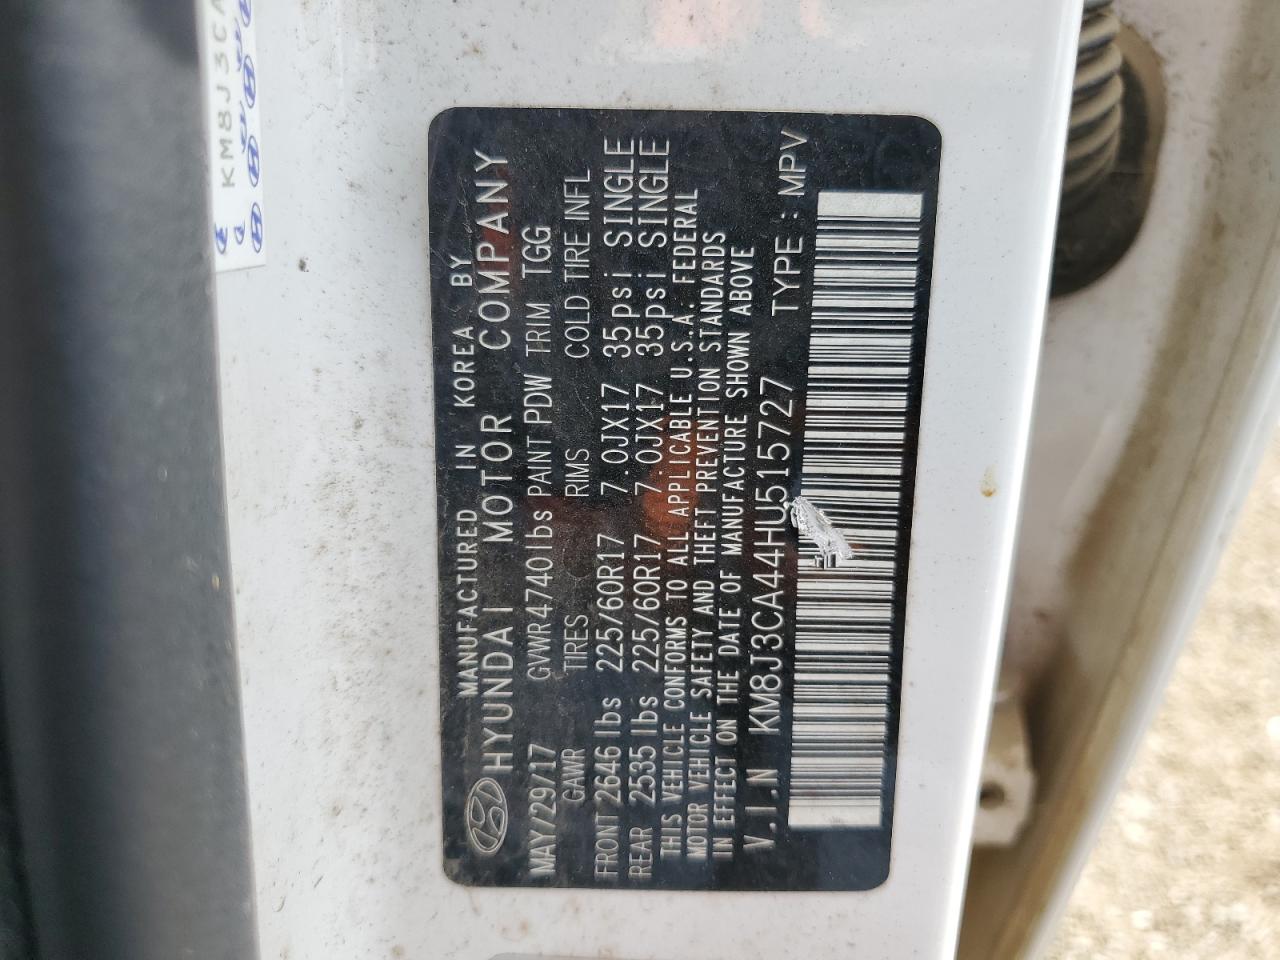 MANUFACTURED IN KOREA BY
HYUNDAI MOTOR COMPANY
MAY/29/17 GVWR 4740lbs PAINT PDW TRIM TGG
GAWR TIRES RIMS COLD TIRE INFL
FRONT 2646 lbs 225/60R17 7.0JX17 35psi SINGLE
REAR 2535 lbs 225/60R17 7.0JX17 35psi SINGLE
THIS VEHICLE CONFORMS TO ALL APPLICABLE U.S.A. FEDERAL
MOTOR VEHICLE SAFETY AND THEFT PREVENTION STANDARDS
IN EFFECT ON THE DATE OF MANUFACTURE SHOWN ABOVE
V.I.N KM8J3CA44HU515727 TYPE: MPV
KM8J3CA